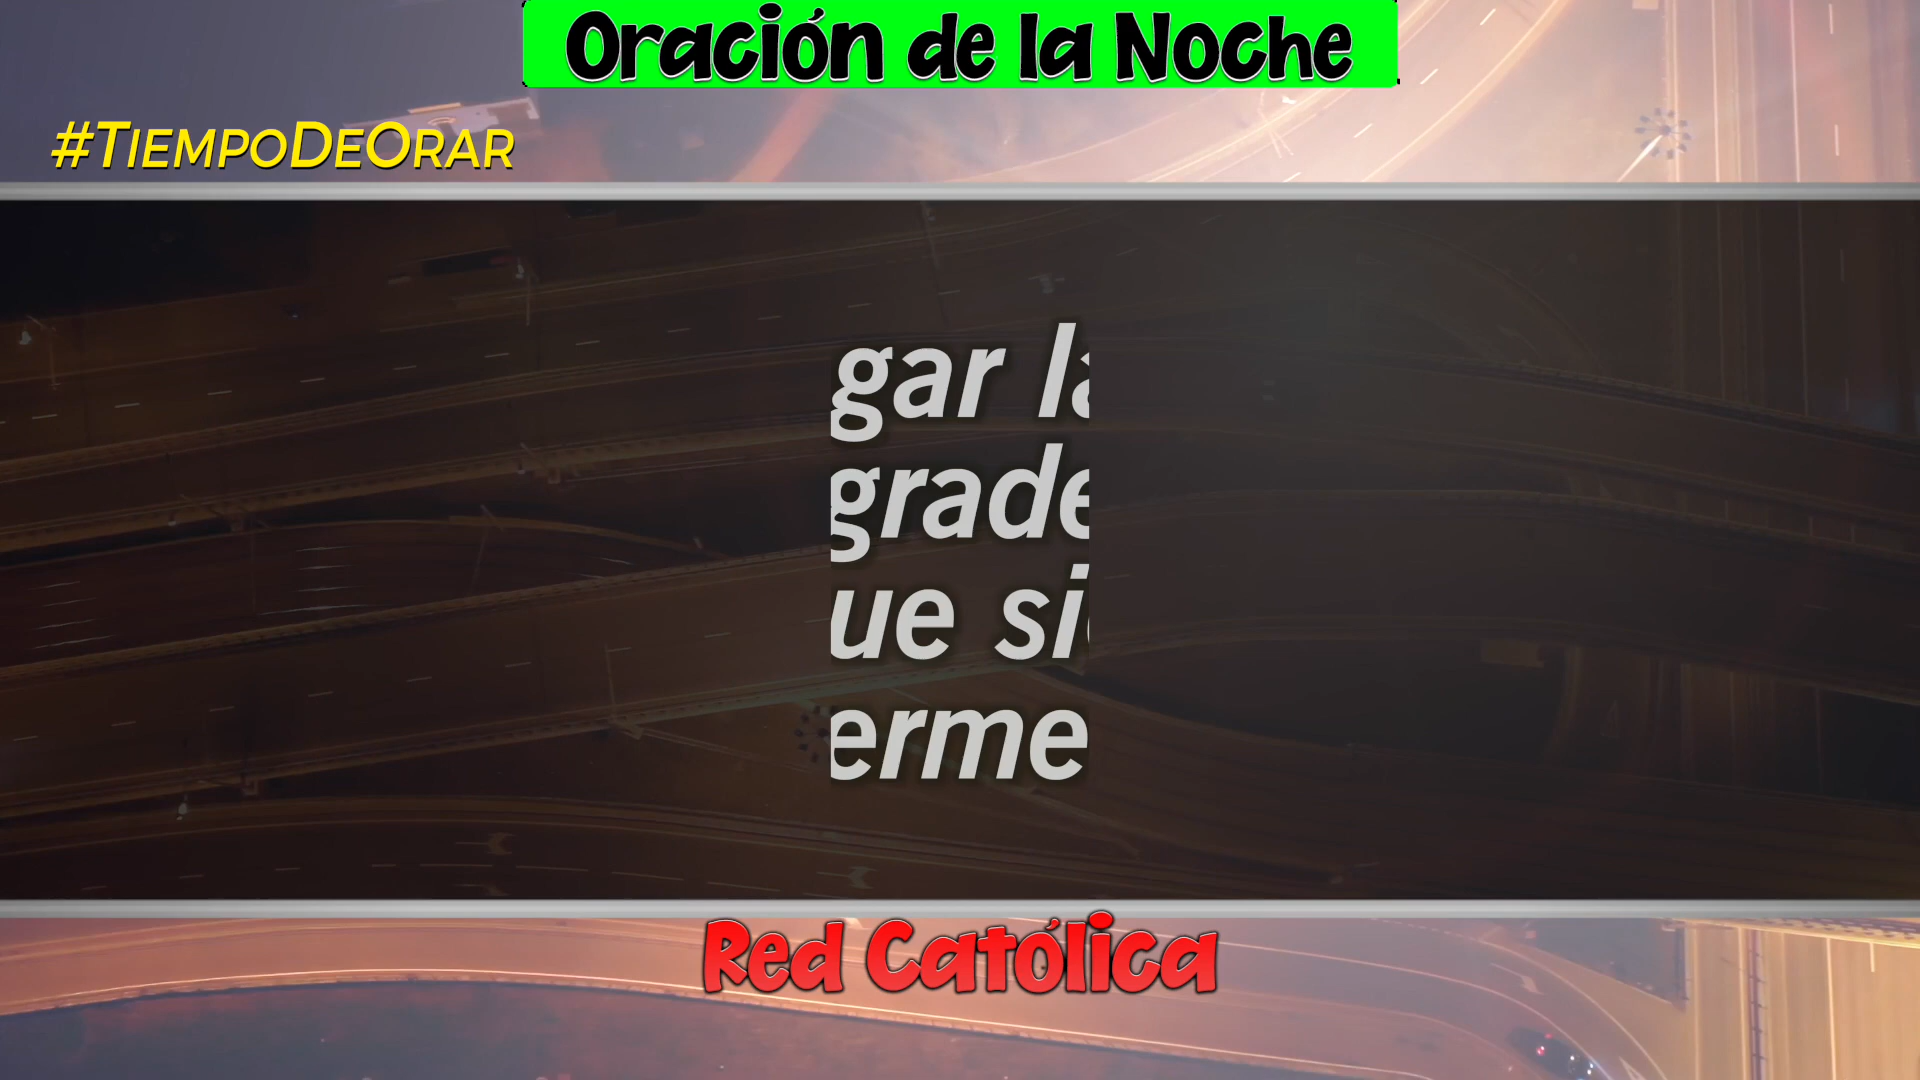 Oración de la Noche
#TiempoDeOrar
gar la
grade
ue si
erme
Red Católica